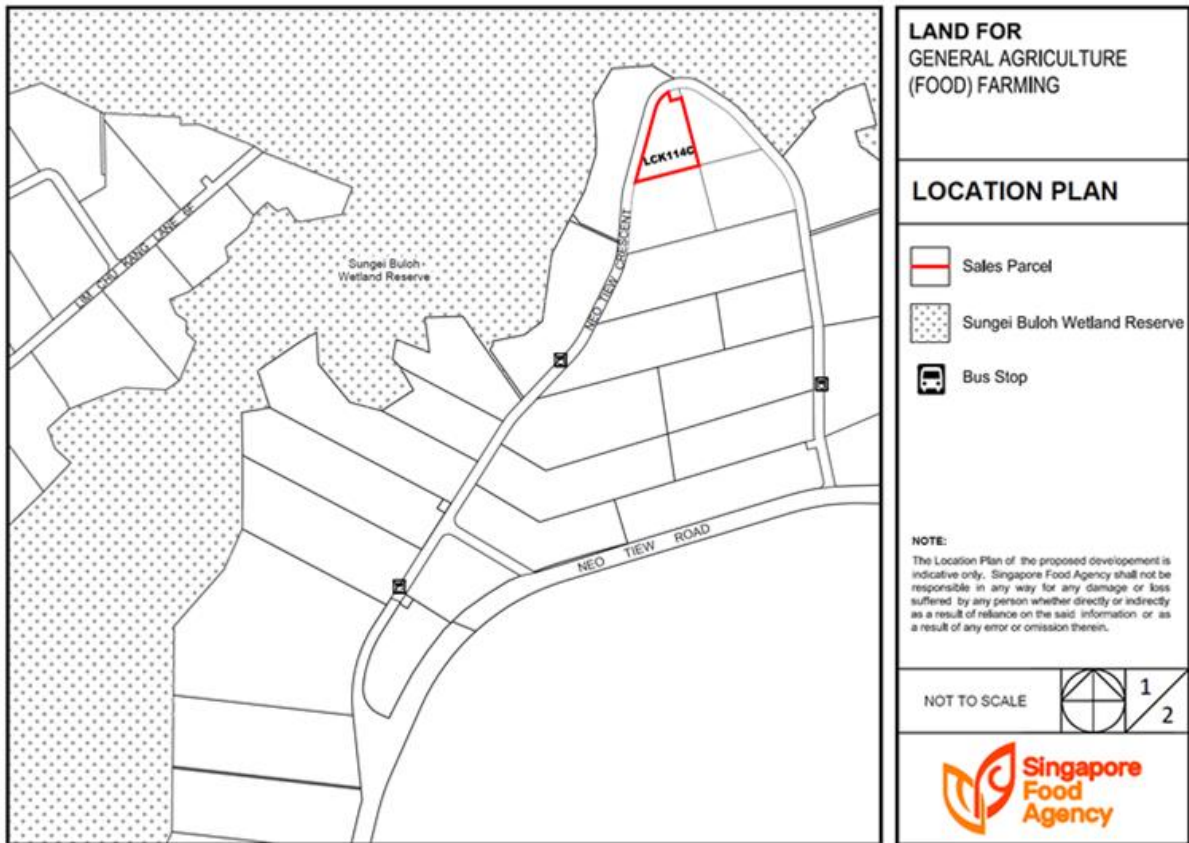 LCK114C
LIM CHU KANG LANE 6F
Sungei Buloh
Wetland Reserve
NEO TIEW CRESCENT
NEO TIEW ROAD
LAND FOR
GENERAL AGRICULTURE
(FOOD) FARMING
LOCATION PLAN
Sales Parcel
Sungei Buloh Wetland Reserve
Bus Stop
NOTE:
The Location Plan of the proposed developement is
indicative only. Singapore Food Agency shall not be
responsible in any way for any damage or loss
suffered by any person whether directly or indirectly
as a result of reliance on the said information or as
a result of any error or omission therein.
NOT TO SCALE
1
2
Singapore
Food
Agency